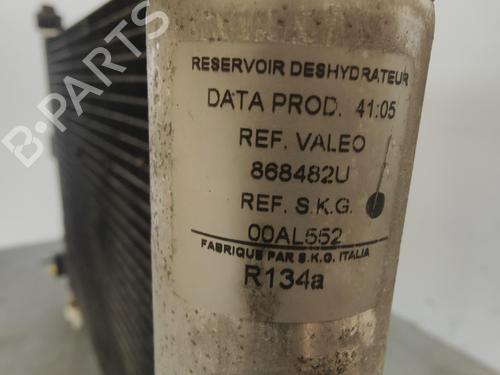 RESERVOIR DESHYDRATEUR
DATA PROD. 41:05
REF. VALEO
868482U
REF. S.K.G.
00AL552
FABRIQUE PAR S.K.G. ITALIA
R134a
B-PARTS